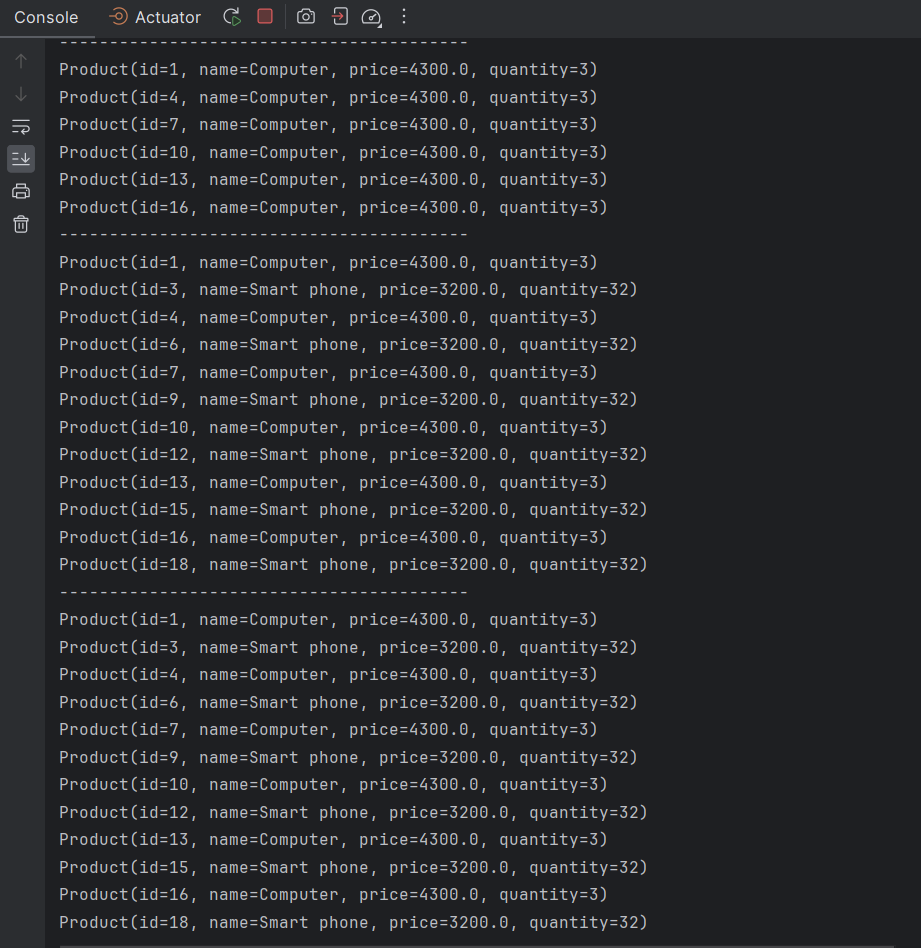 Console Actuator
-----------------------------------------
Product(id=1, name=Computer, price=4300.0, quantity=3)
Product(id=4, name=Computer, price=4300.0, quantity=3)
Product(id=7, name=Computer, price=4300.0, quantity=3)
Product(id=10, name=Computer, price=4300.0, quantity=3)
Product(id=13, name=Computer, price=4300.0, quantity=3)
Product(id=16, name=Computer, price=4300.0, quantity=3)
-----------------------------------------
Product(id=1, name=Computer, price=4300.0, quantity=3)
Product(id=3, name=Smart phone, price=3200.0, quantity=32)
Product(id=4, name=Computer, price=4300.0, quantity=3)
Product(id=6, name=Smart phone, price=3200.0, quantity=32)
Product(id=7, name=Computer, price=4300.0, quantity=3)
Product(id=9, name=Smart phone, price=3200.0, quantity=32)
Product(id=10, name=Computer, price=4300.0, quantity=3)
Product(id=12, name=Smart phone, price=3200.0, quantity=32)
Product(id=13, name=Computer, price=4300.0, quantity=3)
Product(id=15, name=Smart phone, price=3200.0, quantity=32)
Product(id=16, name=Computer, price=4300.0, quantity=3)
Product(id=18, name=Smart phone, price=3200.0, quantity=32)
-----------------------------------------
Product(id=1, name=Computer, price=4300.0, quantity=3)
Product(id=3, name=Smart phone, price=3200.0, quantity=32)
Product(id=4, name=Computer, price=4300.0, quantity=3)
Product(id=6, name=Smart phone, price=3200.0, quantity=32)
Product(id=7, name=Computer, price=4300.0, quantity=3)
Product(id=9, name=Smart phone, price=3200.0, quantity=32)
Product(id=10, name=Computer, price=4300.0, quantity=3)
Product(id=12, name=Smart phone, price=3200.0, quantity=32)
Product(id=13, name=Computer, price=4300.0, quantity=3)
Product(id=15, name=Smart phone, price=3200.0, quantity=32)
Product(id=16, name=Computer, price=4300.0, quantity=3)
Product(id=18, name=Smart phone, price=3200.0, quantity=32)